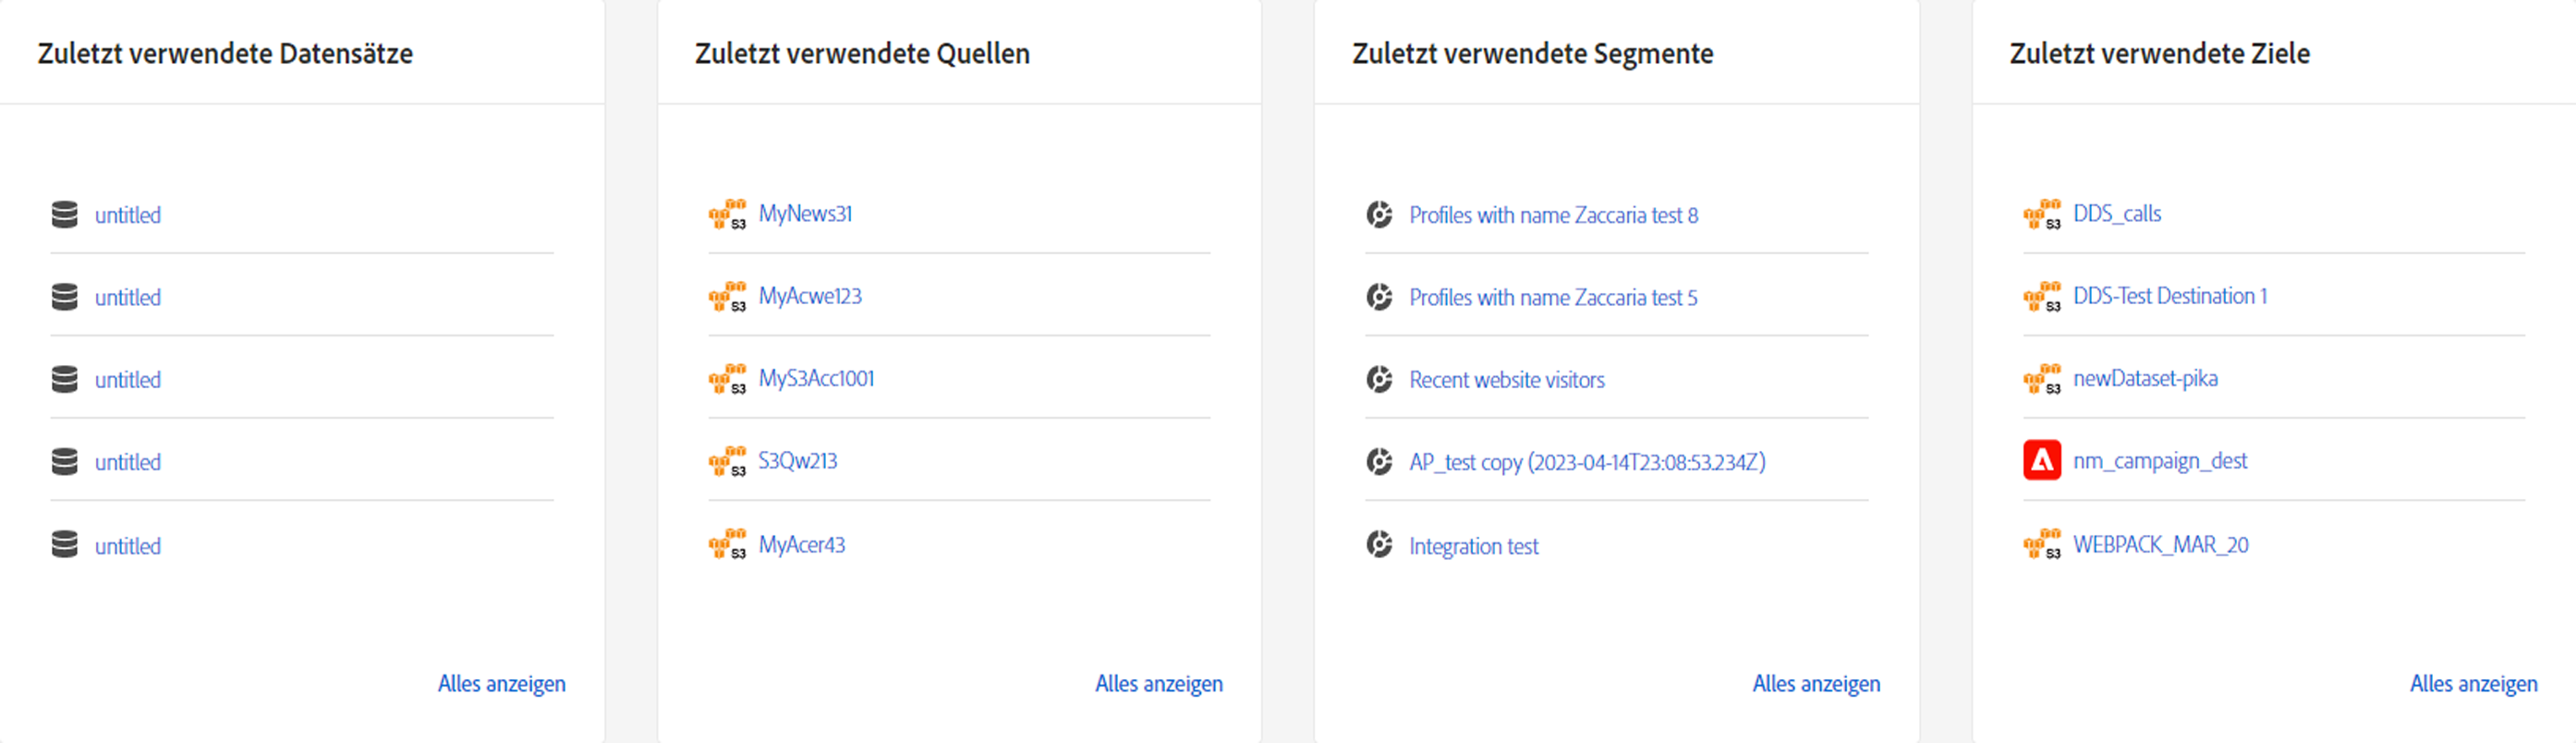 Zuletzt verwendete Datensätze
untitled
untitled
untitled
untitled
untitled
Alles anzeigen
Zuletzt verwendete Quellen
S3 MyNews31
S3 MyAcwe123
S3 MyS3Acc1001
S3 S3Qw213
S3 MyAcer43
Alles anzeigen
Zuletzt verwendete Segmente
Profiles with name Zaccaria test 8
Profiles with name Zaccaria test 5
Recent website visitors
AP_test copy (2023-04-14T23:08:53.234Z)
Integration test
Alles anzeigen
Zuletzt verwendete Ziele
S3 DDS_calls
S3 DDS-Test Destination 1
S3 newDataset-pika
nm_campaign_dest
S3 WEBPACK_MAR_20
Alles anzeigen